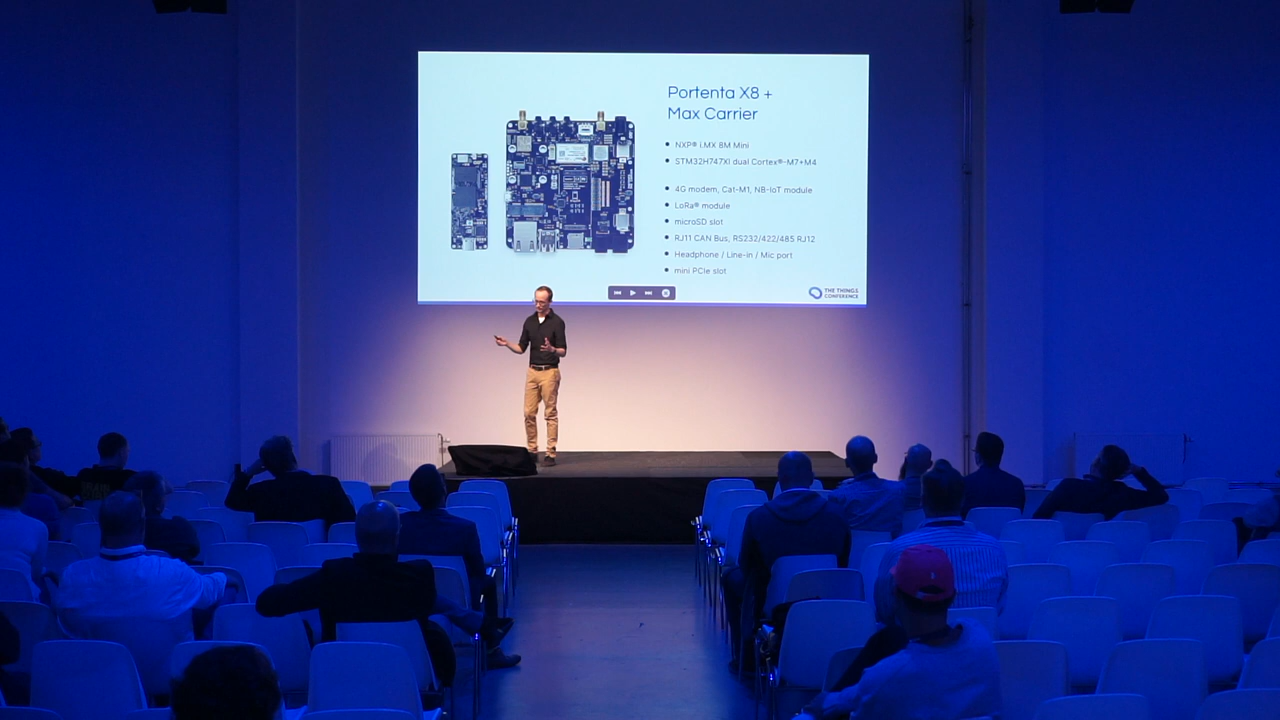 Portenta X8 +
Max Carrier
NXP® i.MX 8M Mini
STM32H747XI dual Cortex®-M7+M4
4G modem, Cat-M1, NB-IoT module
LoRa® module
microSD slot
RJ11 CAN Bus, RS232/422/485 RJ12
Headphone / Line-in / Mic port
mini PCIe slot
THE THINGS
CONFERENCE